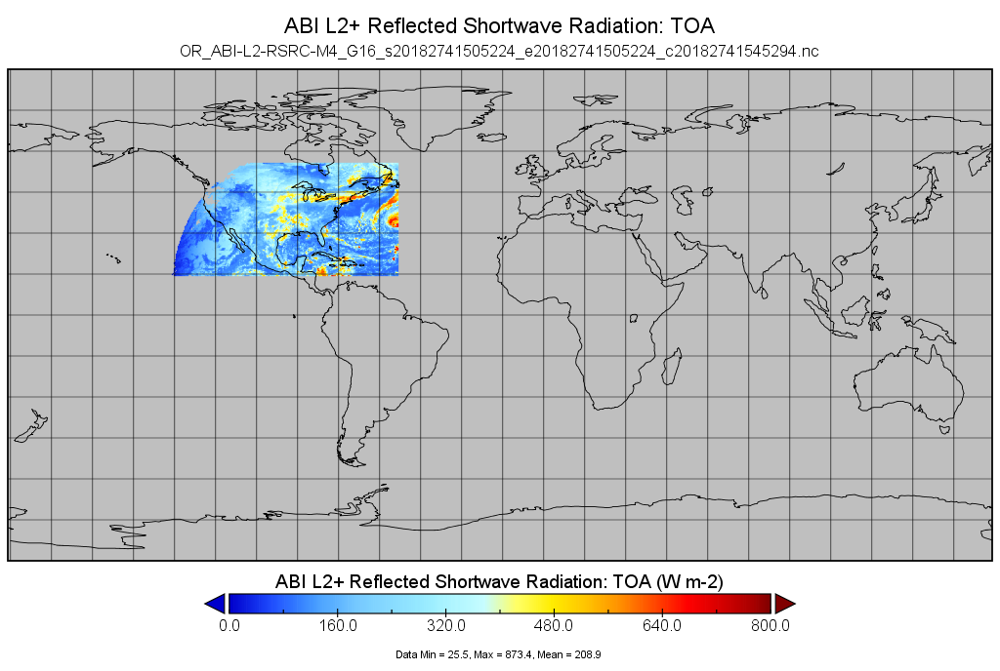 ABI L2+ Reflected Shortwave Radiation: TOA
OR_ABI-L2-RSRC-M4_G16_s20182741505224_e20182741505224_c20182741545294.nc
ABI L2+ Reflected Shortwave Radiation: TOA (W m-2)
0.0 160.0 320.0 480.0 640.0 800.0
Data Min = 25.5, Max = 873.4, Mean = 208.9